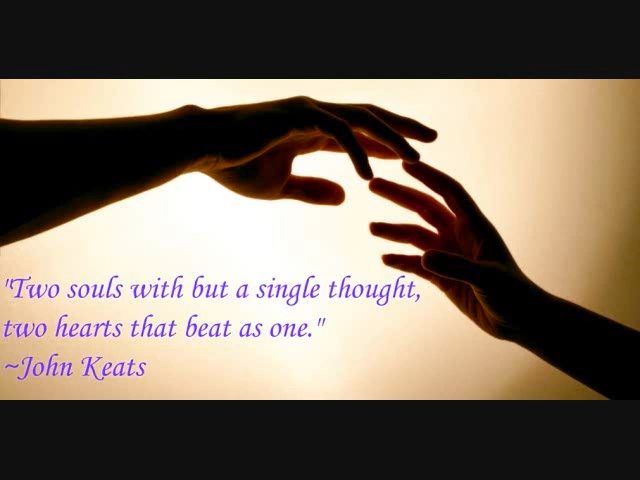 "Two souls with but a single thought,
two hearts that beat as one."
~John Keats